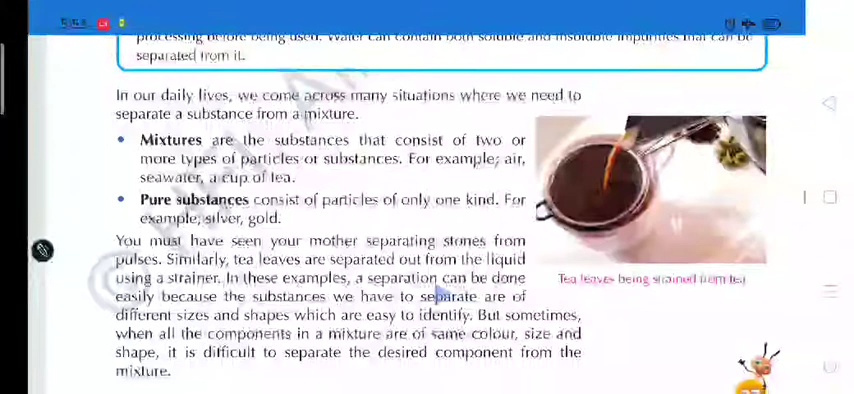 processing before being used. Water can contain both soluble and insoluble impurities that can be
separated from it.
In our daily lives, we come across many situations where we need to
separate a substance from a mixture.
• Mixtures are the substances that consist of two or
more types of particles or substances. For example; air,
seawater, a cup of tea.
• Pure substances consist of particles of only one kind. For
example; silver, gold.
You must have seen your mother separating stones from
pulses. Similarly, tea leaves are separated out from the liquid
using a strainer. In these examples, a separation can be done
easily because the substances we have to separate are of
different sizes and shapes which are easy to identify. But sometimes,
when all the components in a mixture are of same colour, size and
shape, it is difficult to separate the desired component from the
mixture.
Tea leaves being strained from tea